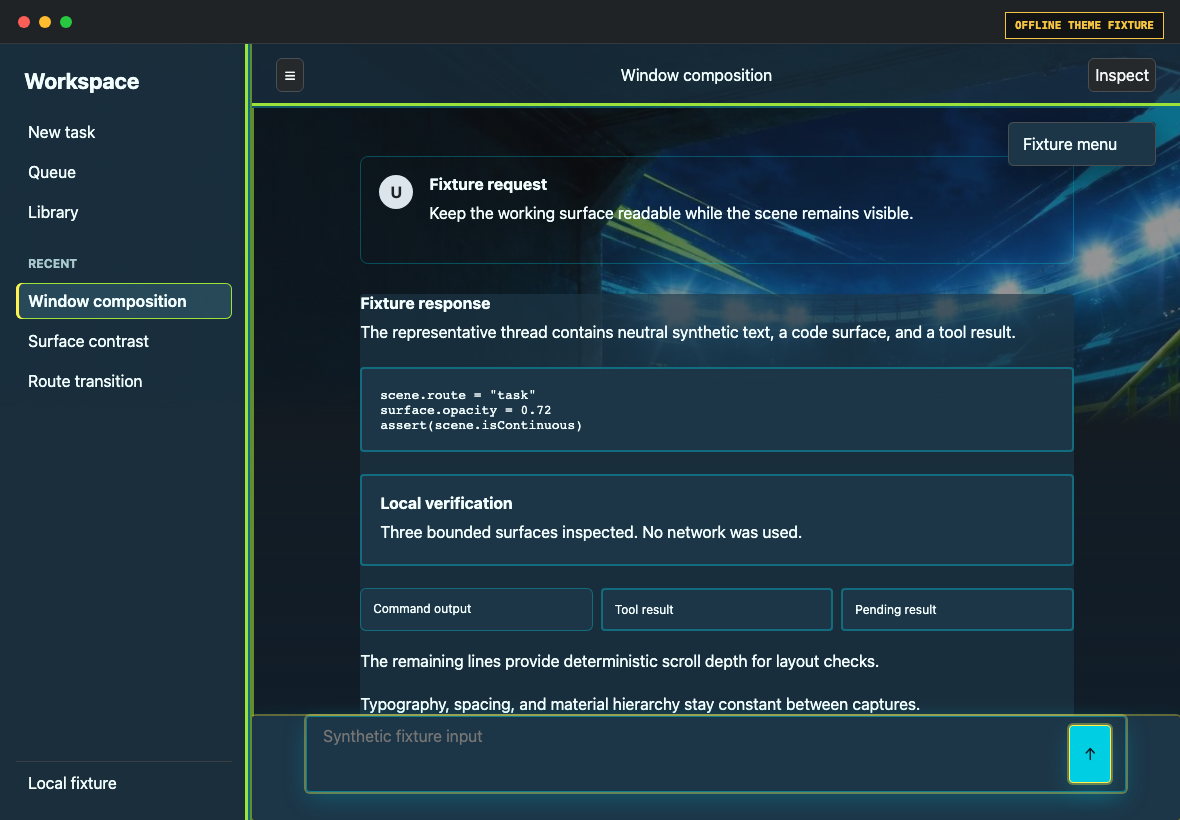 OFFLINE THEME FIXTURE
Workspace
New task
Queue
Library
RECENT
Window composition
Surface contrast
Route transition
Local fixture
Window composition
Inspect
Fixture menu
U
Fixture request
Keep the working surface readable while the scene remains visible.
Fixture response
The representative thread contains neutral synthetic text, a code surface, and a tool result.
scene.route = "task"
surface.opacity = 0.72
assert(scene.isContinuous)
Local verification
Three bounded surfaces inspected. No network was used.
Command output
Tool result
Pending result
The remaining lines provide deterministic scroll depth for layout checks.
Typography, spacing, and material hierarchy stay constant between captures.
Synthetic fixture input